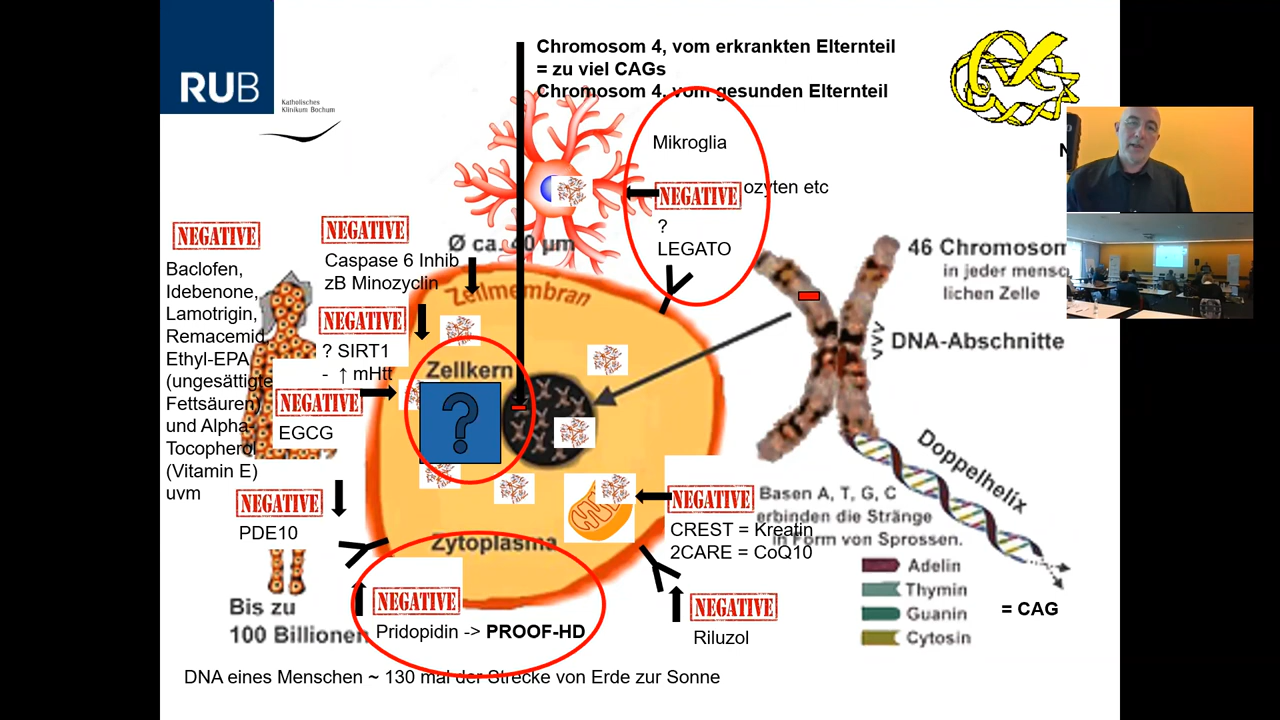 RUB
Katholisches
Klinikum Bochum
Chromosom 4, vom erkrankten Elternteil
= zu viel CAGs
Chromosom 4, vom gesunden Elternteil
Mikroglia
NEGATIVE
ozyten etc
?
LEGATO
NEGATIVE
Baclofen,
Idebenone,
Lamotrigin,
Remacemid
Ethyl-EPA
(ungesättigte
Fettsäuren)
und Alpha-
Tocopherol
(Vitamin E)
uvm
NEGATIVE
Caspase 6 Inhib
zB Minozyclin
NEGATIVE
? SIRT1
- ↑ mHtt
NEGATIVE
EGCG
NEGATIVE
PDE10
Ø ca. 40 µm
Zellmembran
Zellkern
?
Zytoplasma
46 Chromosom
in jeder mensc
lichen Zelle
DNA-Abschnitte
Doppelhelix
NEGATIVE
CREST = Kreatin
2CARE = CoQ10
Basen A, T, G, C
erbinden die Stränge
in Form von Sprossen.
Adelin
Thymin
Guanin
Cytosin
= CAG
NEGATIVE
Riluzol
NEGATIVE
Pridopidin -> PROOF-HD
Bis zu
100 Billionen
DNA eines Menschen ~ 130 mal der Strecke von Erde zur Sonne